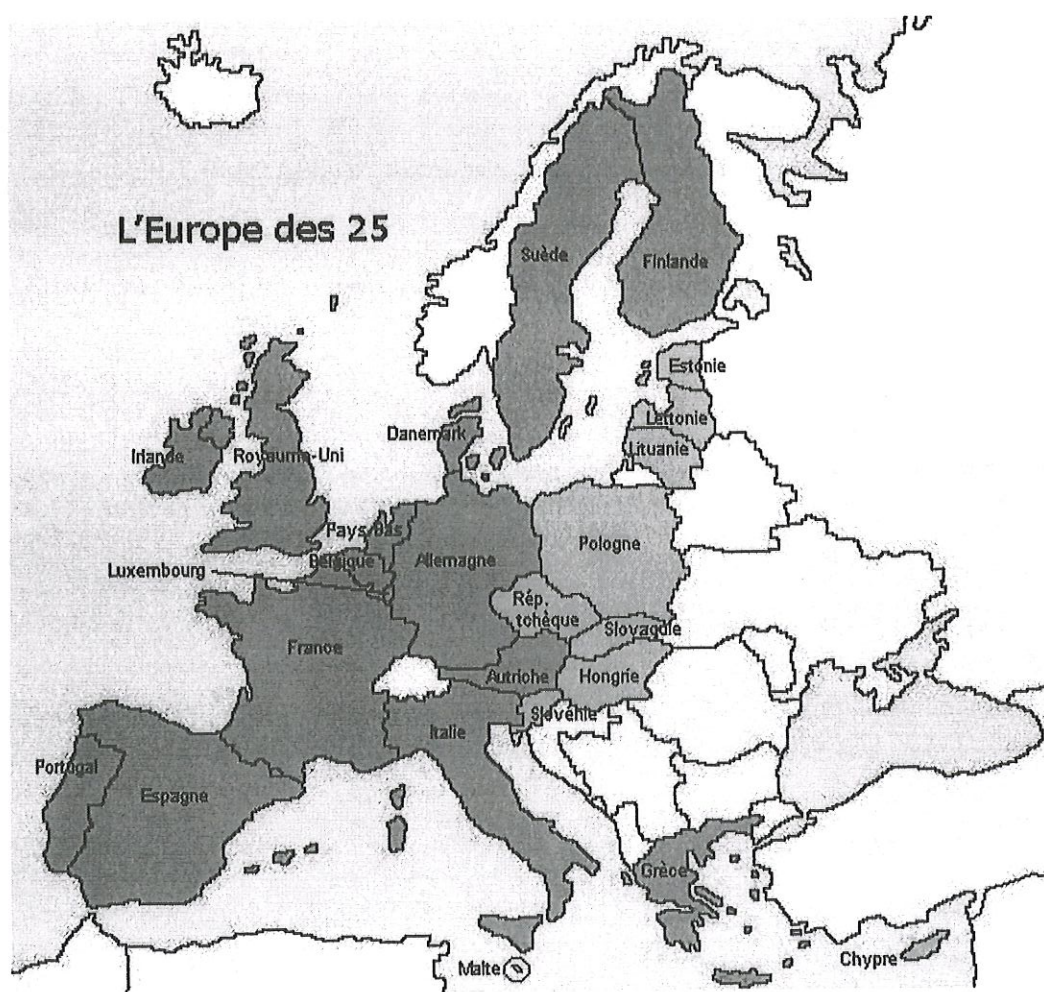 L'Europe des 25
Suède
Finlande
Estonie
Lettonie
Lituanie
Danemark
Irlande
Royaume-Uni
Pays-Bas
Belgique
Luxembourg
Allemagne
Pologne
Rép.
tchèque
Slovaquie
France
Autriche
Hongrie
Slovénie
Italie
Portugal
Espagne
Grèce
Malte
Chypre